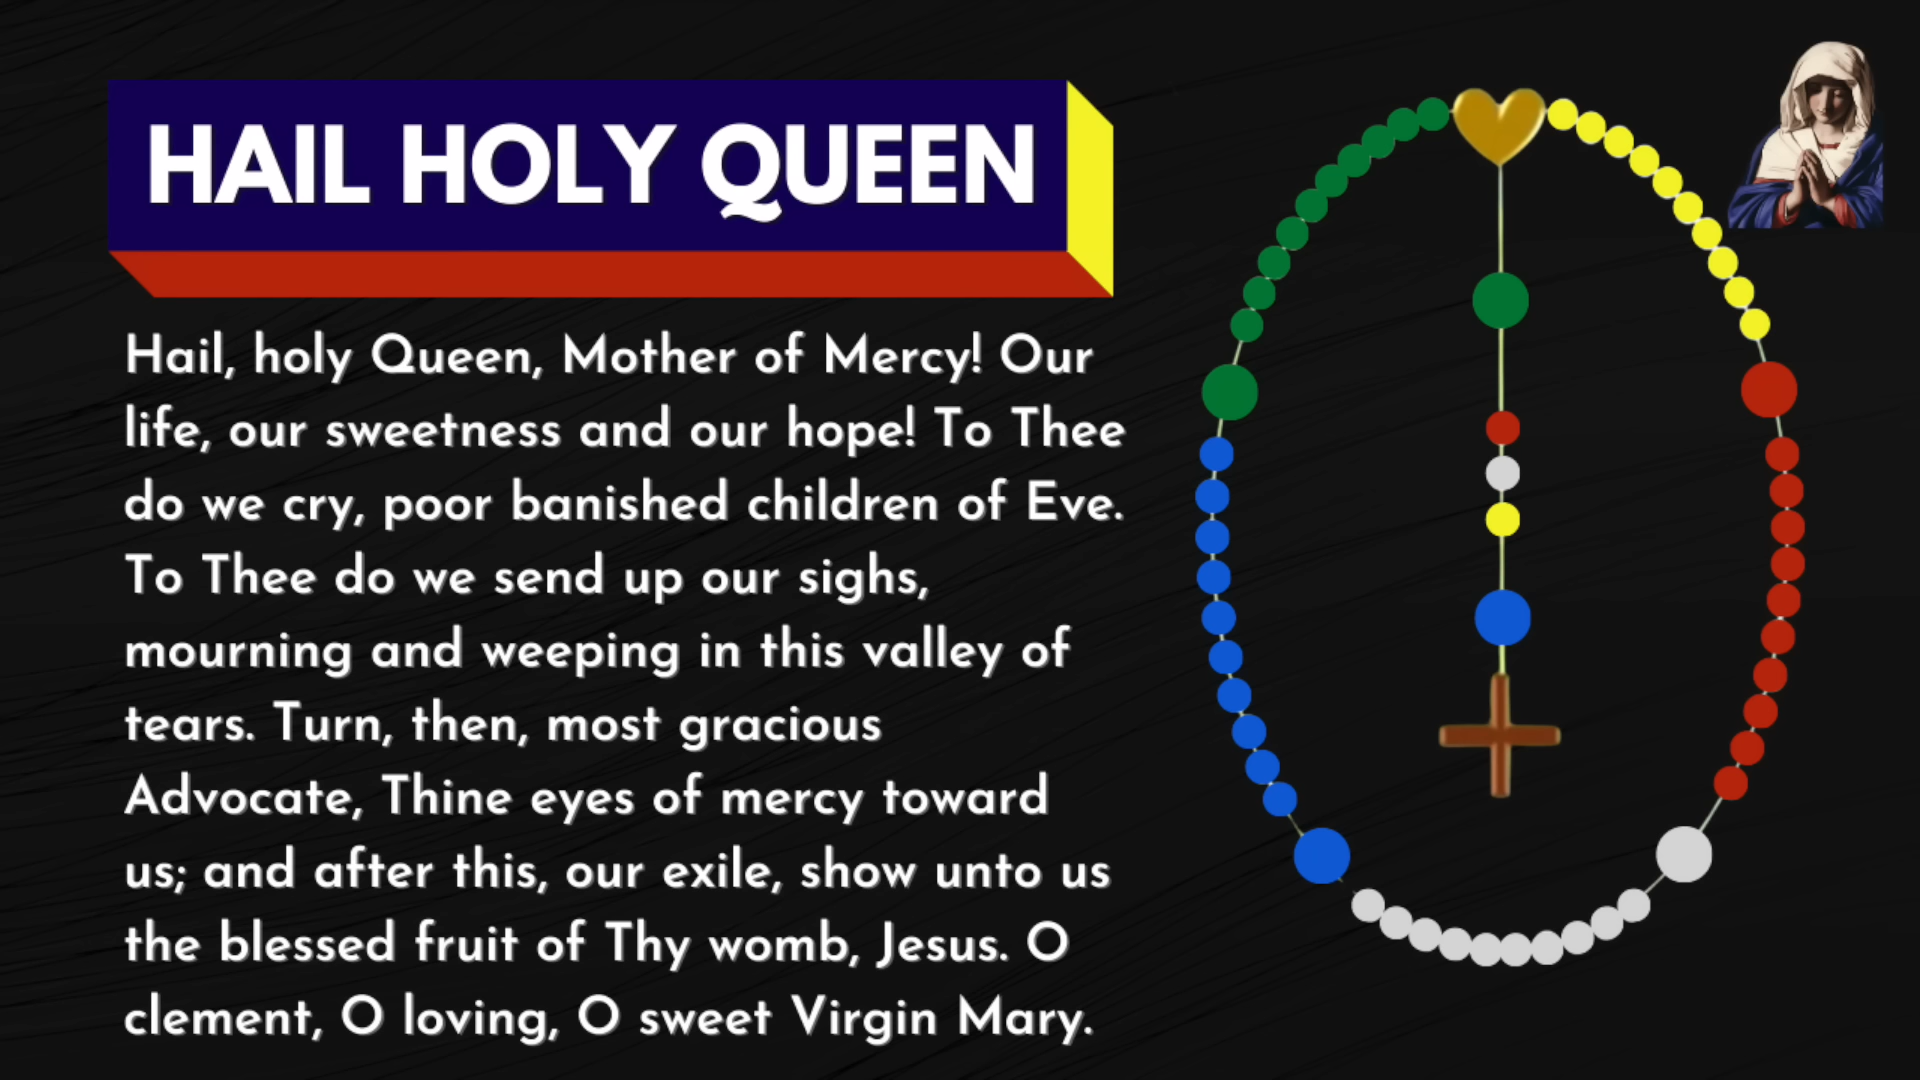 HAIL HOLY QUEEN
Hail, holy Queen, Mother of Mercy! Our
life, our sweetness and our hope! To Thee
do we cry, poor banished children of Eve.
To Thee do we send up our sighs,
mourning and weeping in this valley of
tears. Turn, then, most gracious
Advocate, Thine eyes of mercy toward
us; and after this, our exile, show unto us
the blessed fruit of Thy womb, Jesus. O
clement, O loving, O sweet Virgin Mary.